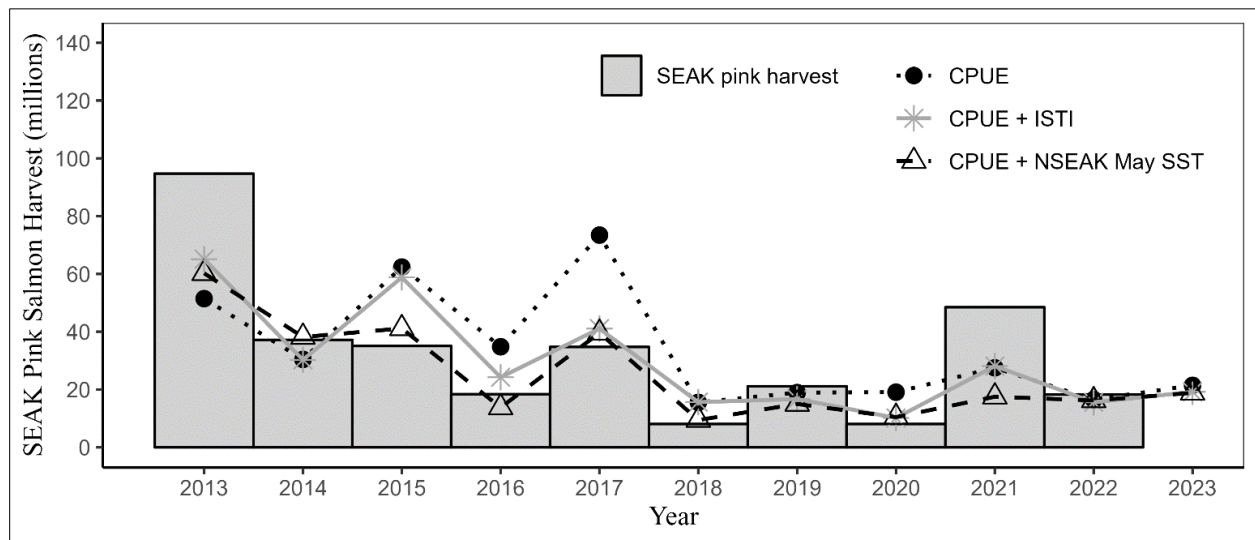 SEAK Pink Salmon Harvest (millions)
140
120
100
80
60
40
20
0
SEAK pink harvest
CPUE
CPUE + ISTI
CPUE + NSEAK May SST
2013 2014 2015 2016 2017 2018 2019 2020 2021 2022 2023
Year